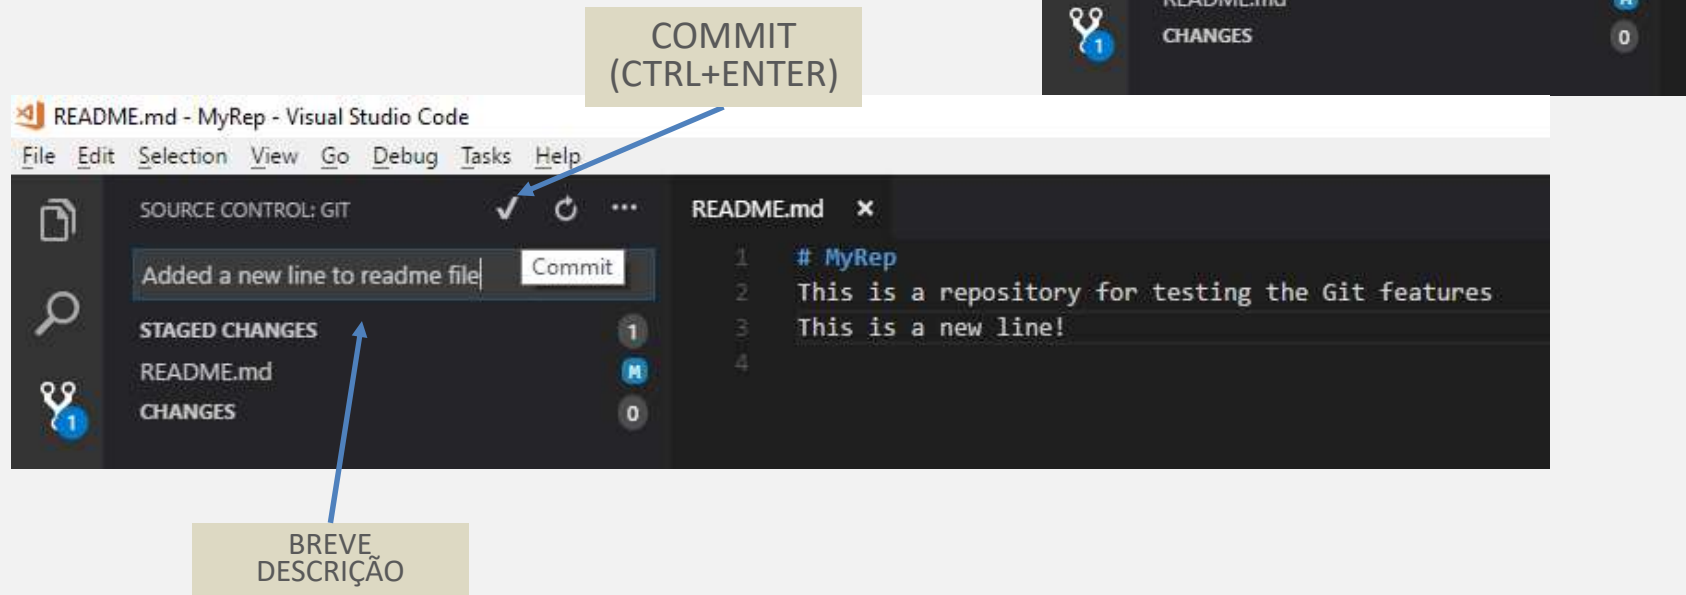 README.md
CHANGES 0
1
COMMIT
(CTRL+ENTER)
README.md - MyRep - Visual Studio Code
File Edit Selection View Go Debug Tasks Help
SOURCE CONTROL: GIT
README.md
Added a new line to readme file
Commit
STAGED CHANGES 1
README.md M
CHANGES 0
1
1 # MyRep
2 This is a repository for testing the Git features
3 This is a new line!
4
BREVE
DESCRIÇÃO